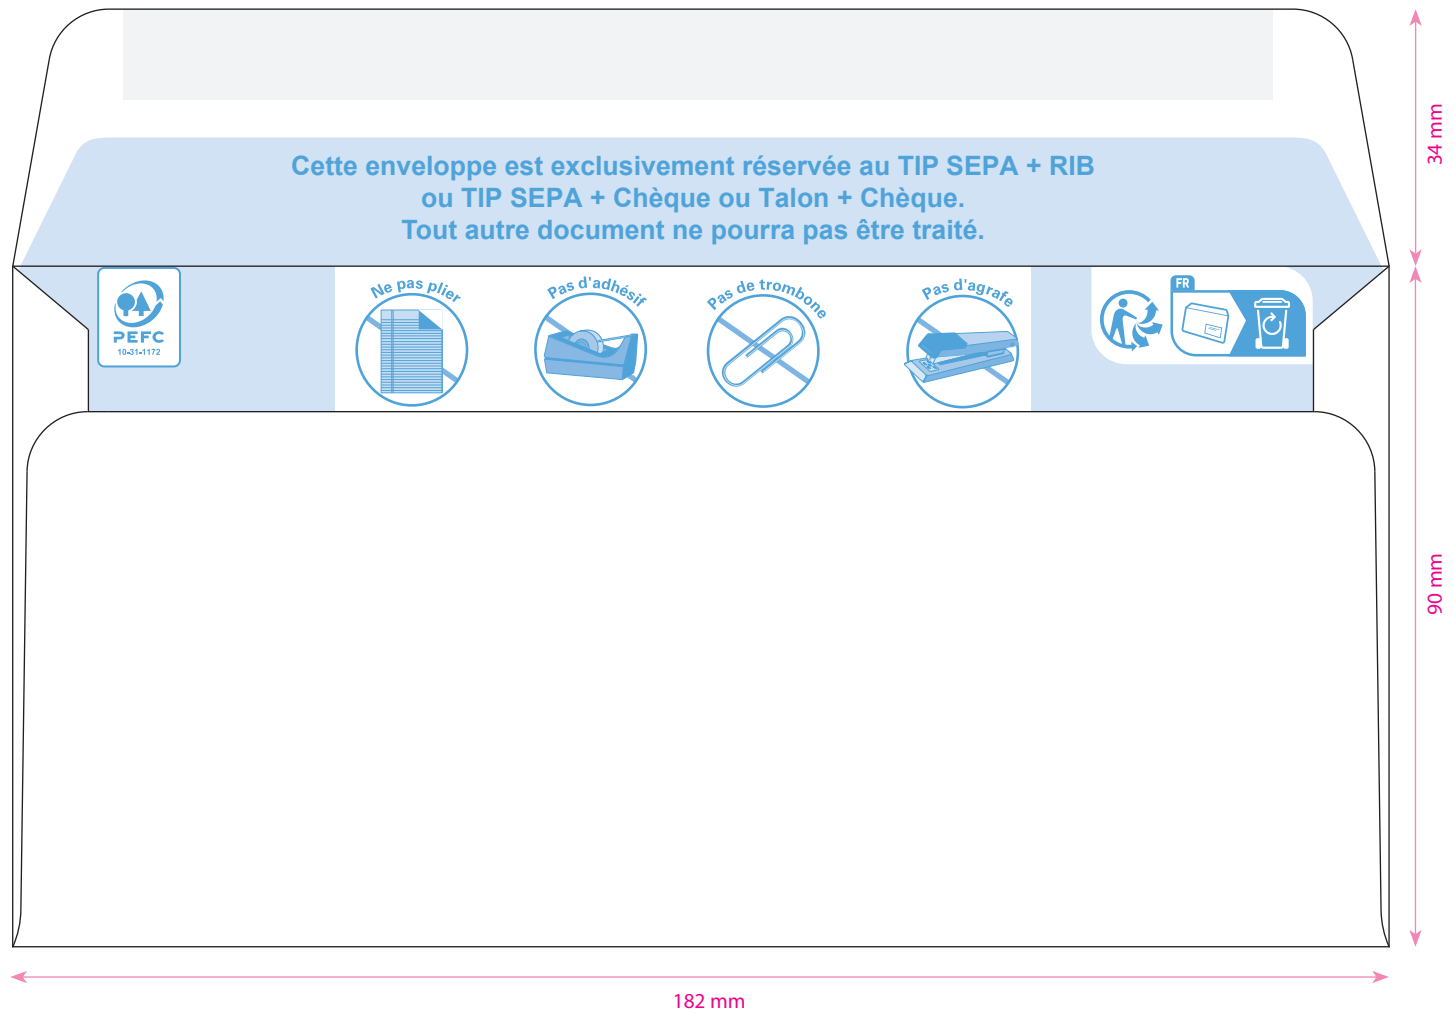 34 mm
Cette enveloppe est exclusivement réservée au TIP SEPA + RIB
ou TIP SEPA + Chèque ou Talon + Chèque.
Tout autre document ne pourra pas être traité.
PEFC
10-31-1172
Ne pas plier
Pas d'adhésif
Pas de trombone
Pas d'agrafe
FR
90 mm
182 mm